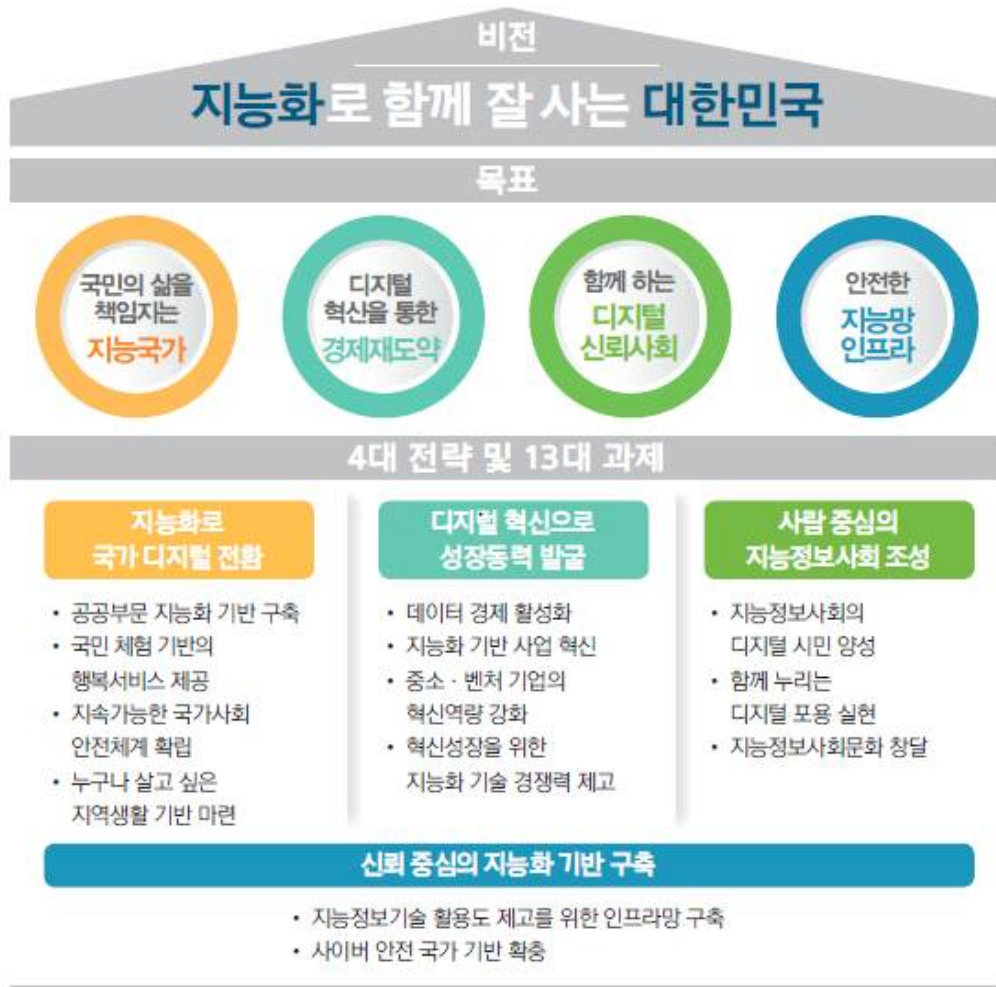 비전
지능화로 함께 잘 사는 대한민국
목표
국민의 삶을
책임지는
지능국가
디지털
혁신을 통한
경제재도약
함께 하는
디지털
신뢰사회
안전한
지능망
인프라
4대 전략 및 13대 과제
지능화로
국가 디지털 전환
• 공공부문 지능화 기반 구축
• 국민 체험 기반의
행복서비스 제공
• 지속가능한 국가사회
안전체계 확립
• 누구나 살고 싶은
지역생활 기반 마련
디지털 혁신으로
성장동력 발굴
• 데이터 경제 활성화
• 지능화 기반 사업 혁신
• 중소 · 벤처 기업의
혁신역량 강화
• 혁신성장을 위한
지능화 기술 경쟁력 제고
사람 중심의
지능정보사회 조성
• 지능정보사회의
디지털 시민 양성
• 함께 누리는
디지털 포용 실현
• 지능정보사회문화 창달
신뢰 중심의 지능화 기반 구축
• 지능정보기술 활용도 제고를 위한 인프라망 구축
• 사이버 안전 국가 기반 확충